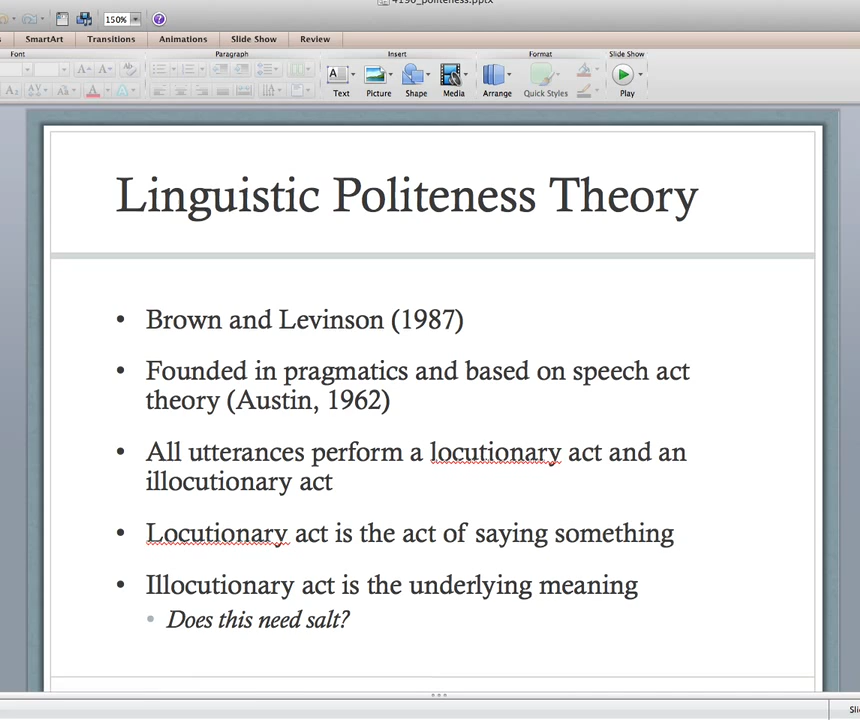 4190_politeness.pptx
150%
SmartArt
Transitions
Animations
Slide Show
Review
Font
Paragraph
Insert
Format
Slide Show
Text
Picture
Shape
Media
Arrange
Quick Styles
Play
Linguistic Politeness Theory
• Brown and Levinson (1987)
• Founded in pragmatics and based on speech act
theory (Austin, 1962)
• All utterances perform a locutionary act and an
illocutionary act
• Locutionary act is the act of saying something
• Illocutionary act is the underlying meaning
• Does this need salt?